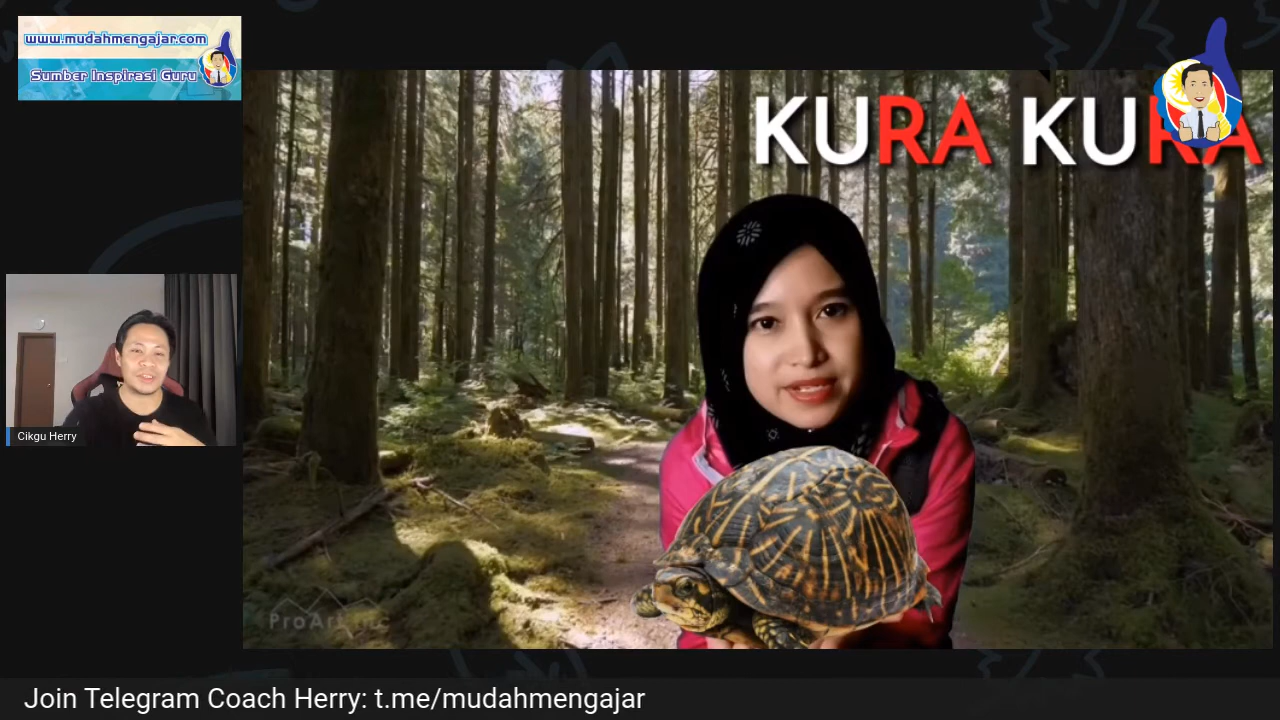 www.mudahmengajar.com
Sumber Inspirasi Guru
KURA KURA
Cikgu Herry
Join Telegram Coach Herry: t.me/mudahmengajar